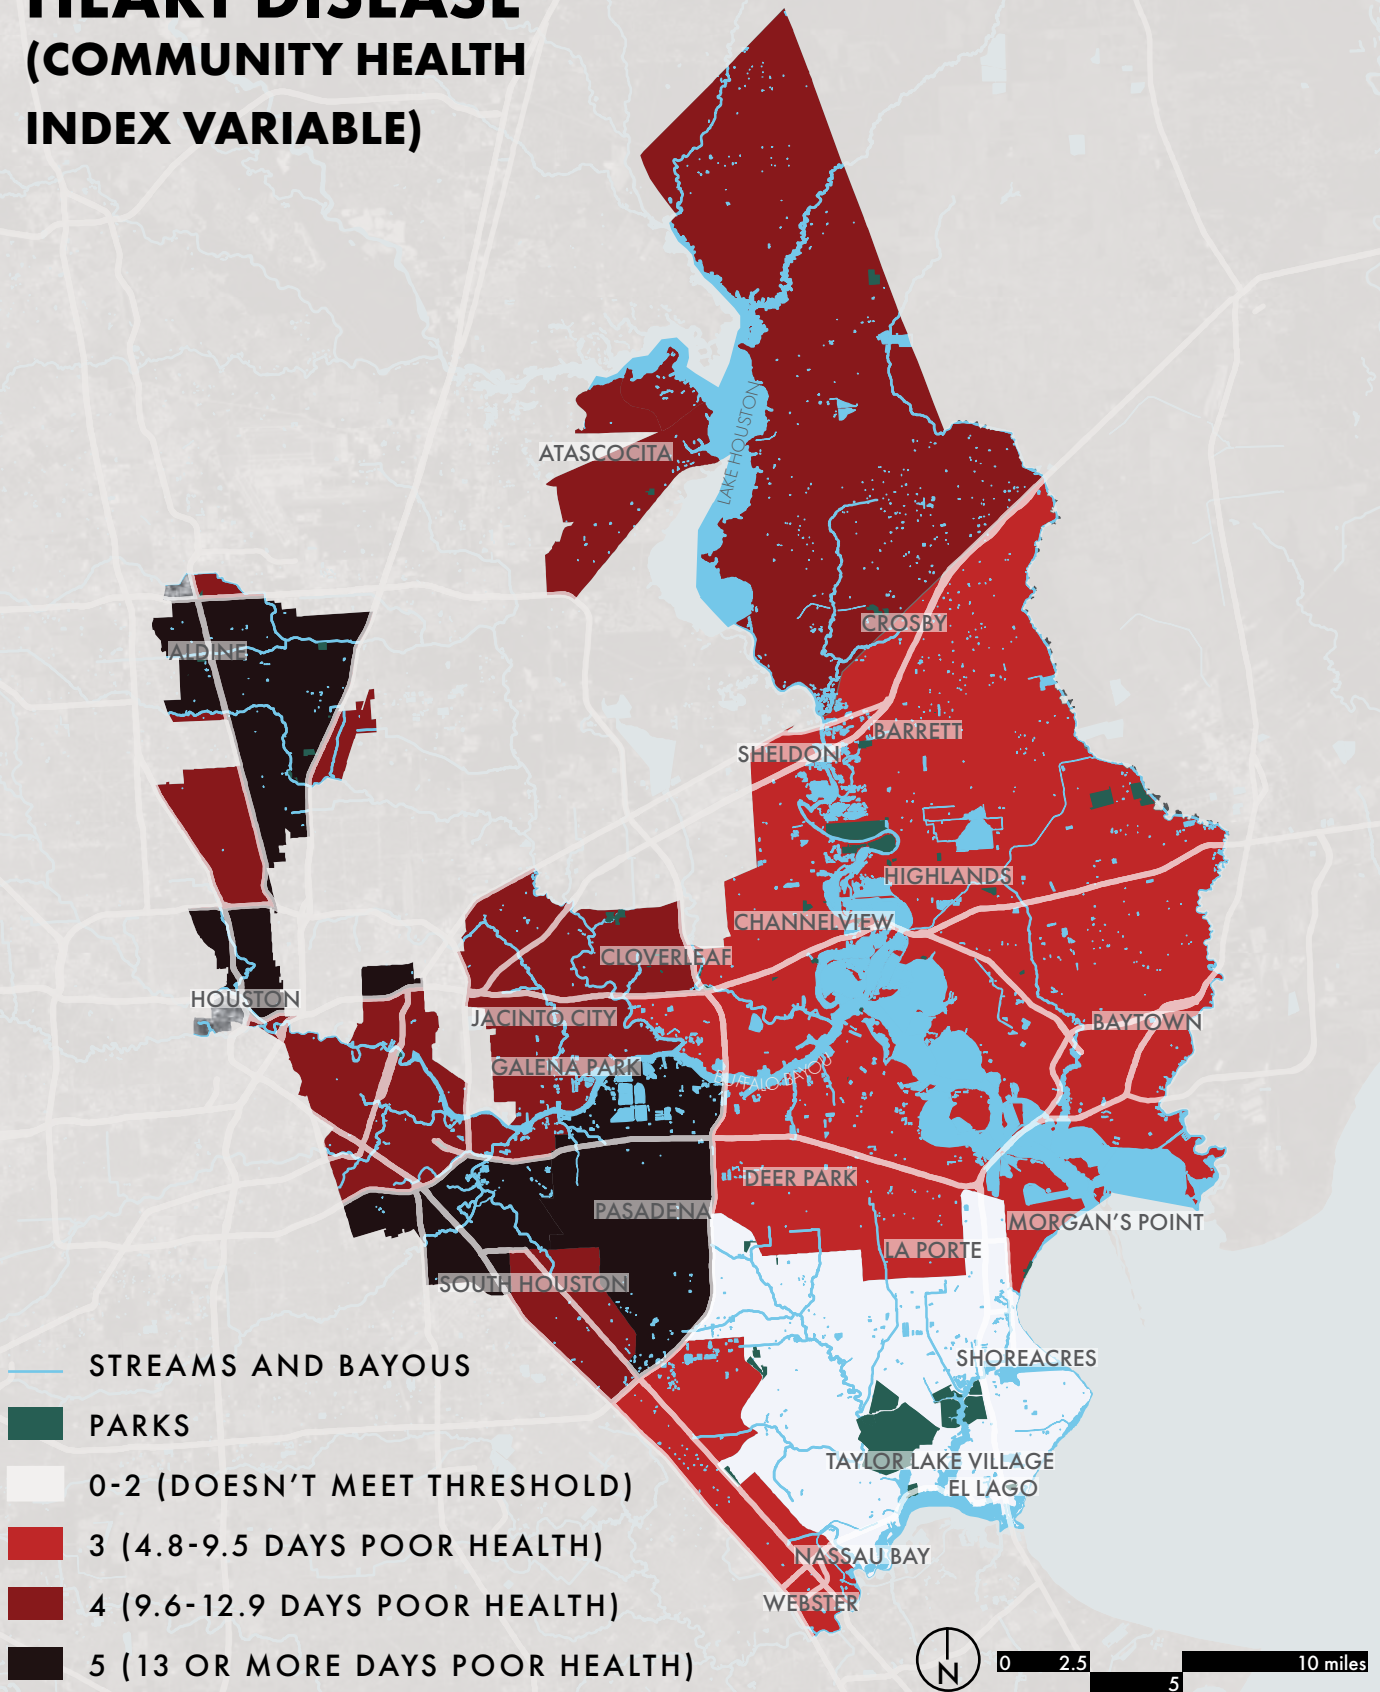 HEART DISEASE
(COMMUNITY HEALTH
INDEX VARIABLE)
LAKE HOUSTON
ATASCOCITA
CROSBY
ALDINE
BARRETT
SHELDON
HIGHLANDS
CHANNELVIEW
CLOVERLEAF
HOUSTON
JACINTO CITY
BAYTOWN
GALENA PARK
BUFFALO BAYOU
DEER PARK
PASADENA
MORGAN'S POINT
LA PORTE
SOUTH HOUSTON
SHOREACRES
TAYLOR LAKE VILLAGE
EL LAGO
NASSAU BAY
WEBSTER
STREAMS AND BAYOUS
PARKS
0-2 (DOESN'T MEET THRESHOLD)
3 (4.8-9.5 DAYS POOR HEALTH)
4 (9.6-12.9 DAYS POOR HEALTH)
5 (13 OR MORE DAYS POOR HEALTH)
N
0 2.5 10 miles
5